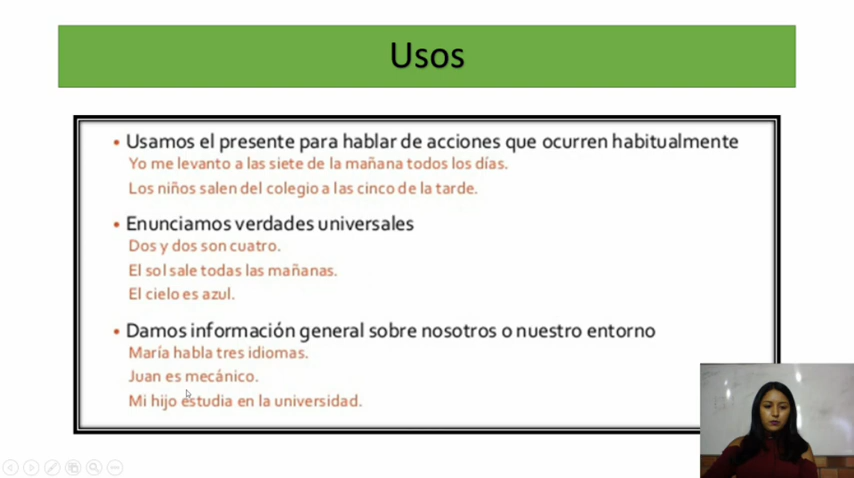 Usos
• Usamos el presente para hablar de acciones que ocurren habitualmente
Yo me levanto a las siete de la mañana todos los días.
Los niños salen del colegio a las cinco de la tarde.
• Enunciamos verdades universales
Dos y dos son cuatro.
El sol sale todas las mañanas.
El cielo es azul.
• Damos información general sobre nosotros o nuestro entorno
María habla tres idiomas.
Juan es mecánico.
Mi hijo estudia en la universidad.